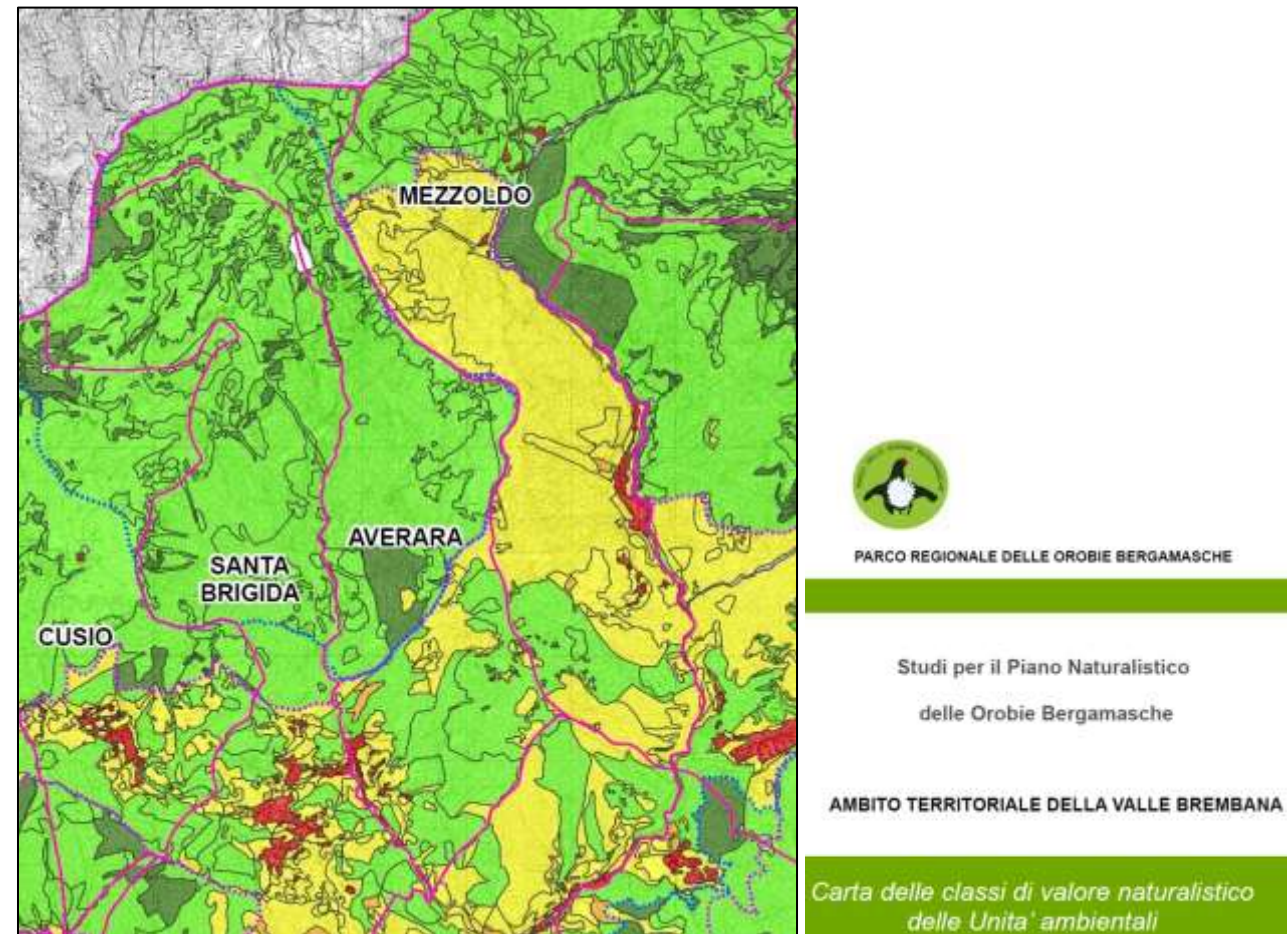 MEZZOLDO
AVERARA
SANTA
BRIGIDA
CUSIO
PARCO REGIONALE DELLE OROBIE BERGAMASCHE
Studi per il Piano Naturalistico
delle Orobie Bergamasche
AMBITO TERRITORIALE DELLA VALLE BREMBANA
Carta delle classi di valore naturalistico
delle Unita' ambientali